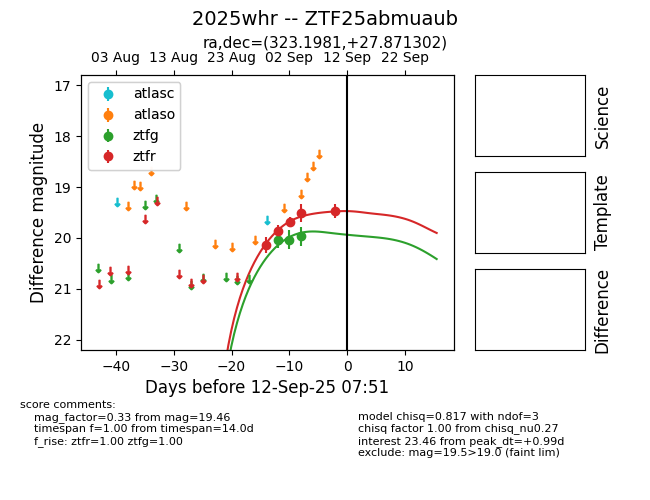 2025whr -- ZTF25abmuaub
ra,dec=(323.1981,+27.871302)
03 Aug 13 Aug 23 Aug 02 Sep 12 Sep 22 Sep
17
18
19
20
21
22
Difference magnitude
atlasc
atlaso
ztfg
ztfr
−40 −30 −20 −10 0 10
Days before 12-Sep-25 07:51
Science
Template
Difference
score comments:
mag_factor=0.33 from mag=19.46
timespan f=1.00 from timespan=14.0d
f_rise: ztfr=1.00 ztfg=1.00
model chisq=0.817 with ndof=3
chisq factor 1.00 from chisq_nu0.27
interest 23.46 from peak_dt=+0.99d
exclude: mag=19.5>19.0 (faint lim)